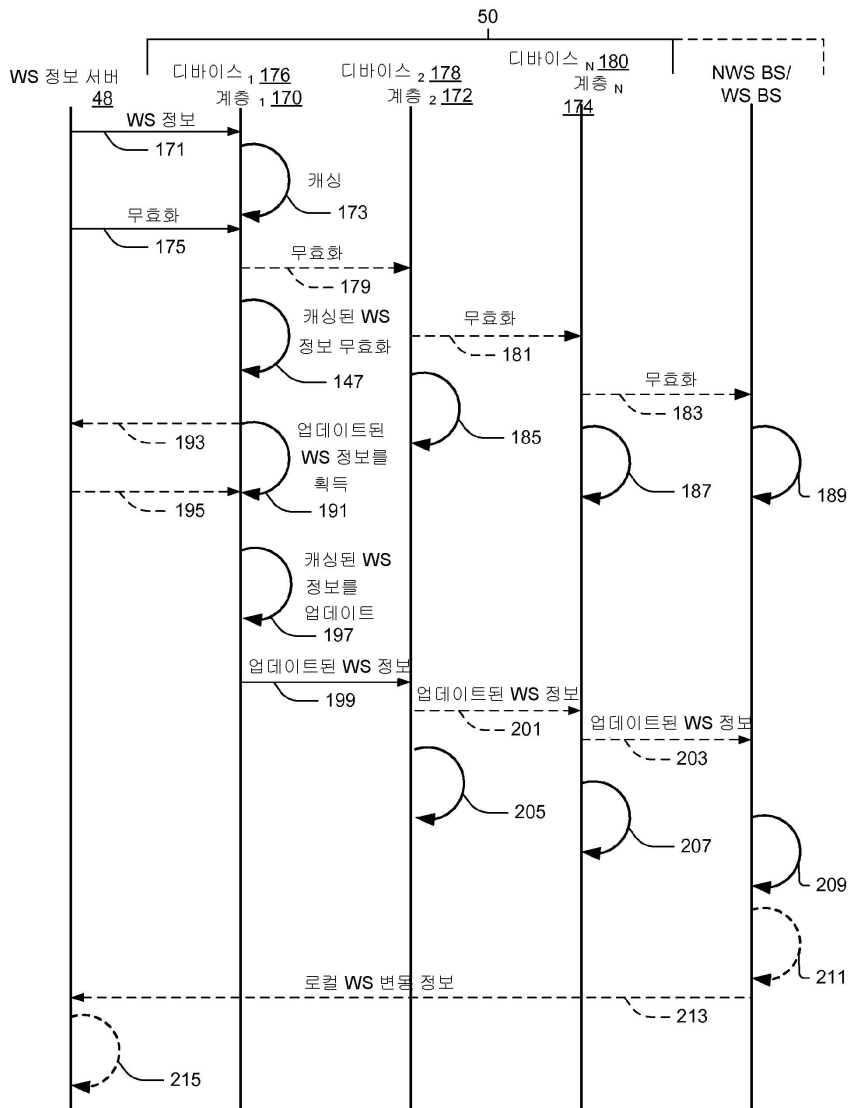 50
WS 정보 서버
48
디바이스 1 176
계층 1 170
디바이스 2 178
계층 2 172
디바이스 N 180
계층 N
174
NWS BS/
WS BS
WS 정보
171
캐싱
173
무효화
175
무효화
179
캐싱된 WS
정보 무효화
147
무효화
181
무효화
183
185
187
189
193
업데이트된
WS 정보를
획득
191
195
캐싱된 WS
정보를
업데이트
197
업데이트된 WS 정보
199
업데이트된 WS 정보
201
업데이트된 WS 정보
203
205
207
209
211
로컬 WS 변동 정보
213
215